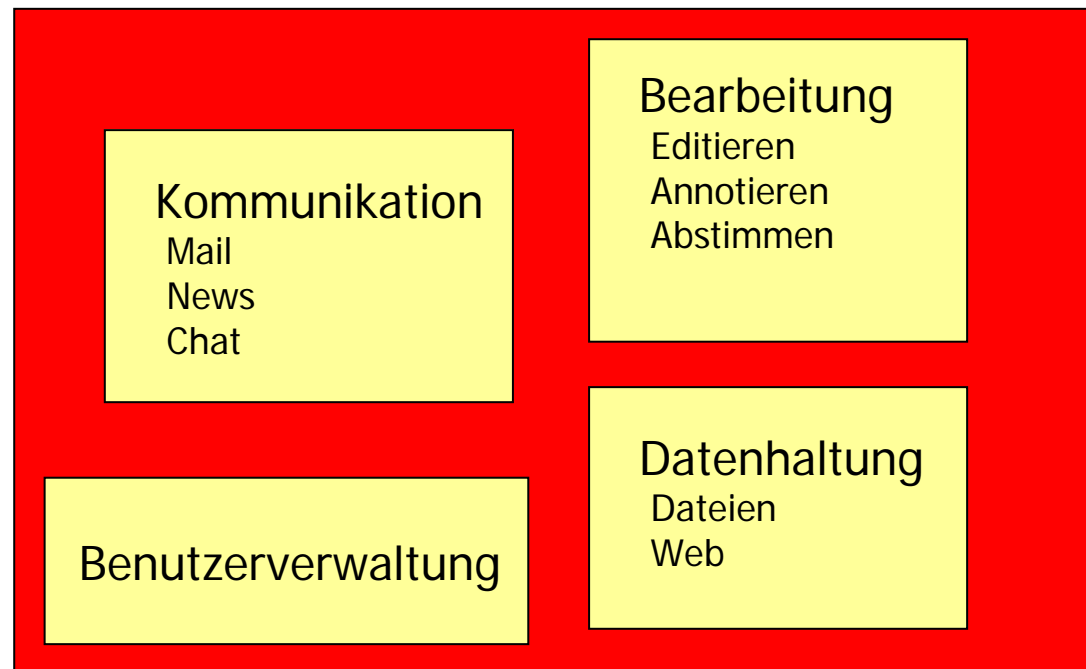 Kommunikation
Mail
News
Chat
Benutzerverwaltung
Bearbeitung
Editieren
Annotieren
Abstimmen
Datenhaltung
Dateien
Web